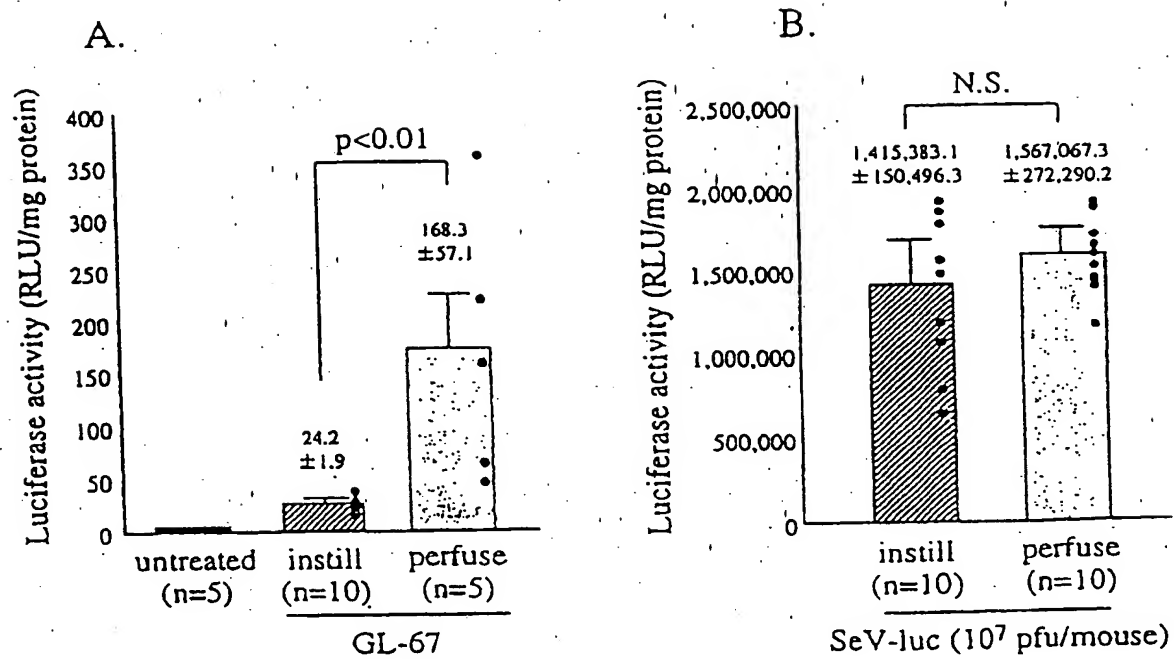 A.
Luciferase activity (RLU/mg protein)
400
350
300
250
200
150
100
50
0
p<0.01
168.3
±57.1
24.2
±1.9
untreated
(n=5)
instill
(n=10)
perfuse
(n=5)
GL-67
B.
Luciferase activity (RLU/mg protein)
2,500,000
2,000,000
1,500,000
1,000,000
500,000
0
N.S.
1,415,383.1
±150,496.3
1,567,067.3
±272,290.2
instill
(n=10)
perfuse
(n=10)
SeV-luc (10⁷ pfu/mouse)